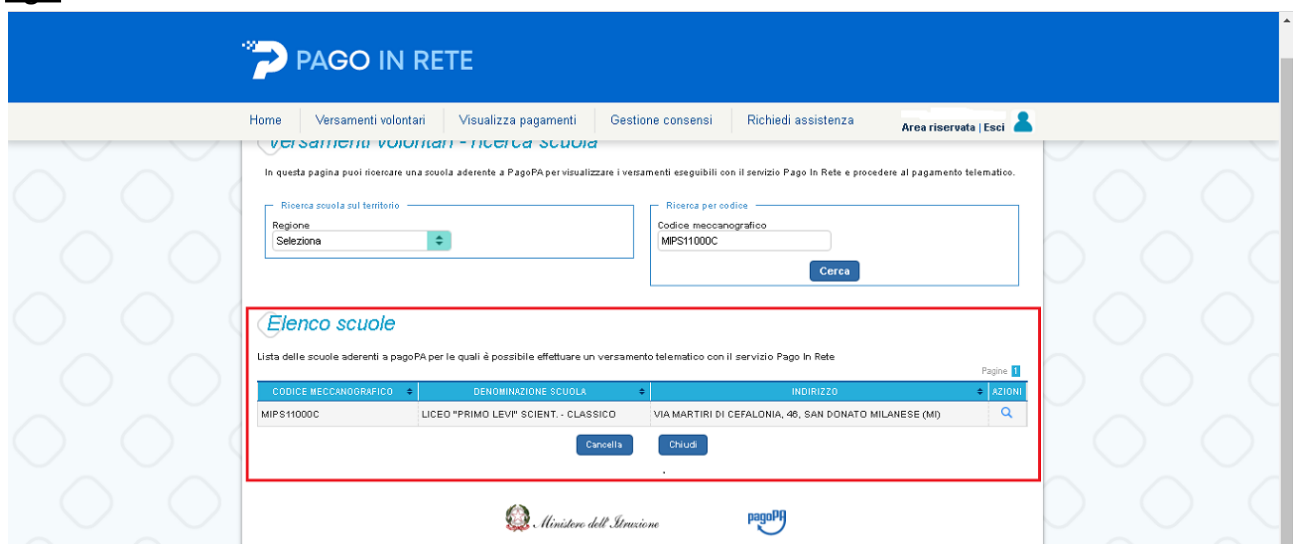 PAGO IN RETE
Home Versamenti volontari Visualizza pagamenti Gestione consensi Richiedi assistenza Area riservata | Esci
Versamenti volontari - ricerca scuola
In questa pagina puoi ricercare una scuola aderente a PagoPA per visualizzare i versamenti eseguibili con il servizio Pago In Rete e procedere al pagamento telematico.
Ricerca scuola sul territorio
Regione
Seleziona
Ricerca per codice
Codice meccanografico
MIPS11000C
Cerca
Elenco scuole
Lista delle scuole aderenti a pagoPA per le quali è possibile effettuare un versamento telematico con il servizio Pago In Rete
Pagine 1
CODICE MECCANOGRAFICO DENOMINAZIONE SCUOLA INDIRIZZO AZIONI
MIPS11000C LICEO "PRIMO LEVI" SCIENT. - CLASSICO VIA MARTIRI DI CEFALONIA, 46, SAN DONATO MILANESE (MI)
Cancella Chiudi
Ministero dell'Istruzione pagoPA